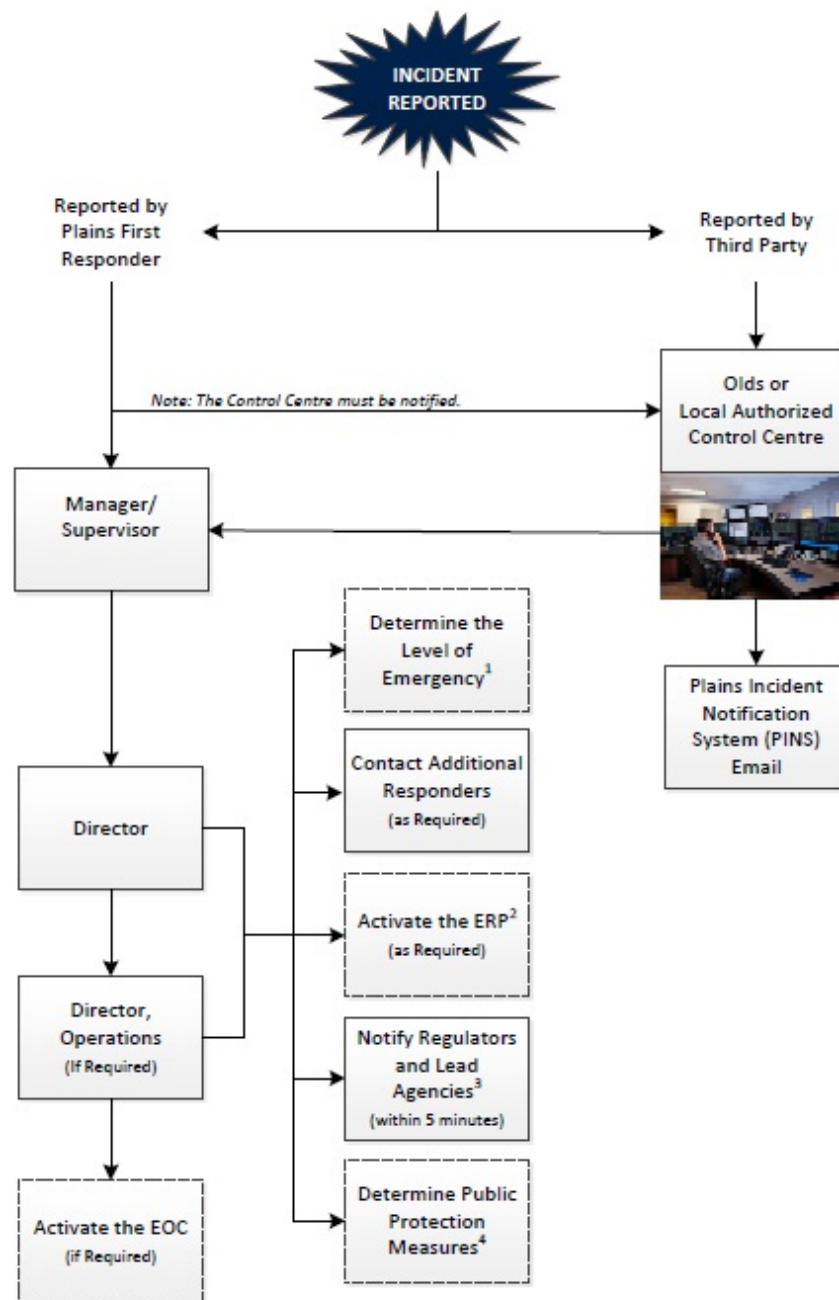 INCIDENT
REPORTED
Reported by
Plains First
Responder
Reported by
Third Party
Note: The Control Centre must be notified.
Olds or
Local Authorized
Control Centre
Manager/
Supervisor
Determine the
Level of
Emergency1
Plains Incident
Notification
System (PINS)
Email
Contact Additional
Responders
(as Required)
Director
Activate the ERP2
(as Required)
Director,
Operations
(If Required)
Notify Regulators
and Lead
Agencies3
(within 5 minutes)
Determine Public
Protection
Measures4
Activate the EOC
(if Required)